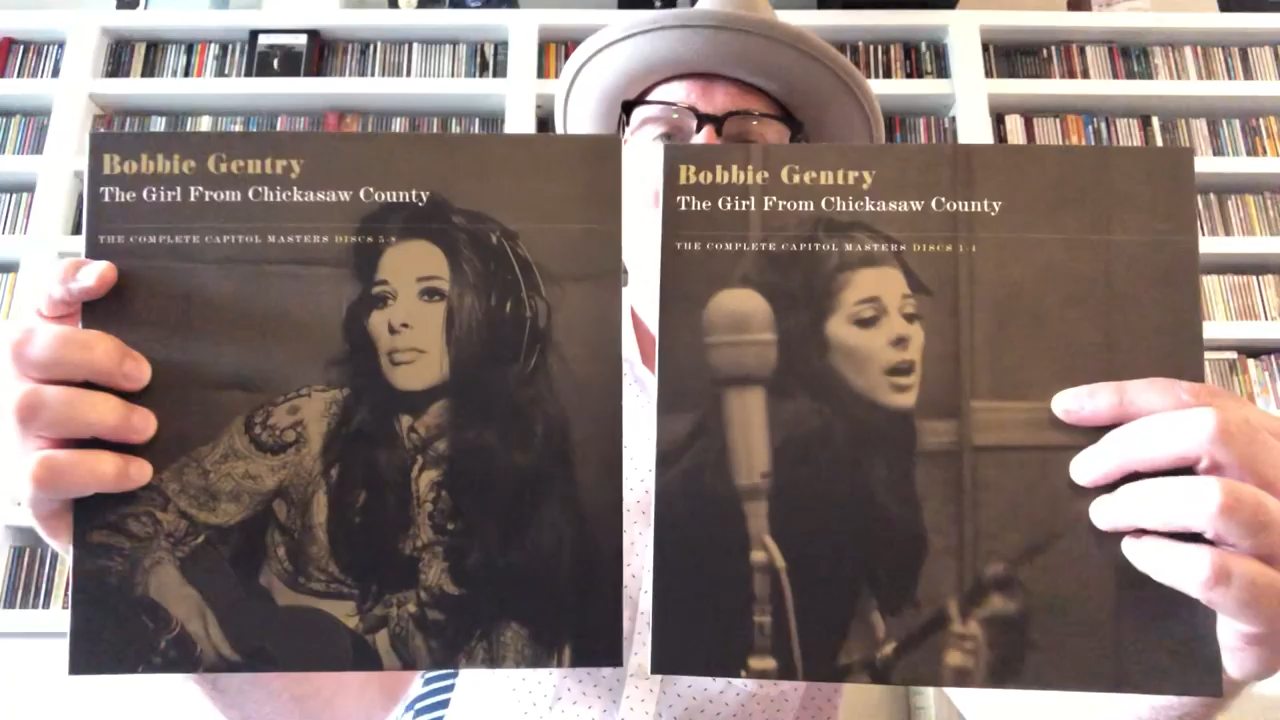 Bobbie Gentry
The Girl From Chickasaw County
THE COMPLETE CAPITOL MASTERS DISCS 5-8
Bobbie Gentry
The Girl From Chickasaw County
THE COMPLETE CAPITOL MASTERS DISCS 1-4